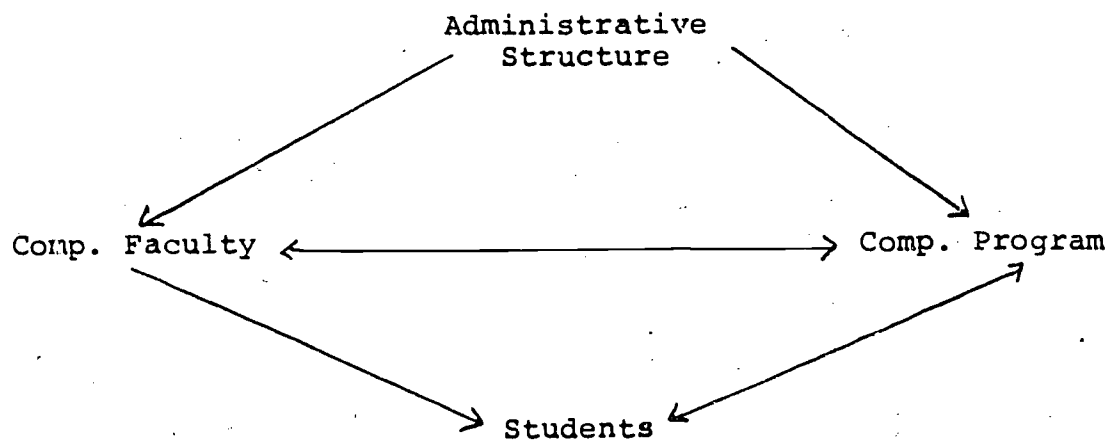 Administrative
Structure
Comp. Faculty
Comp. Program
Students